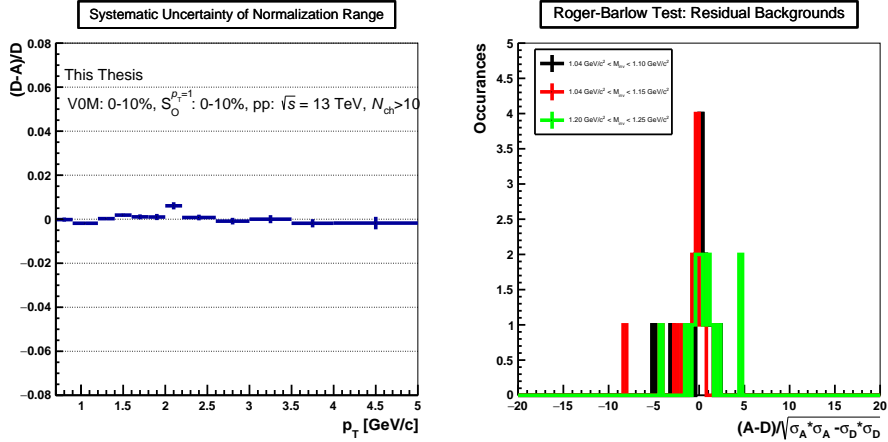 Systematic Uncertainty of Normalization Range
(D-A)/D
0.08
0.06
0.04
0.02
0
−0.02
−0.04
−0.06
−0.08
This Thesis
V0M: 0-10%, S_O^{p_T=1}: 0-10%, pp: √s = 13 TeV, N_ch>10
1 1.5 2 2.5 3 3.5 4 4.5 5
p_T [GeV/c]
Roger-Barlow Test: Residual Backgrounds
Occurances
5
4.5
4
3.5
3
2.5
2
1.5
1
0.5
0
1.04 GeV/c² < M_inv < 1.10 GeV/c²
1.04 GeV/c² < M_inv < 1.15 GeV/c²
1.20 GeV/c² < M_inv < 1.25 GeV/c²
−20 −15 −10 −5 0 5 10 15 20
(A-D)/√σ_A*σ_A -σ_D*σ_D